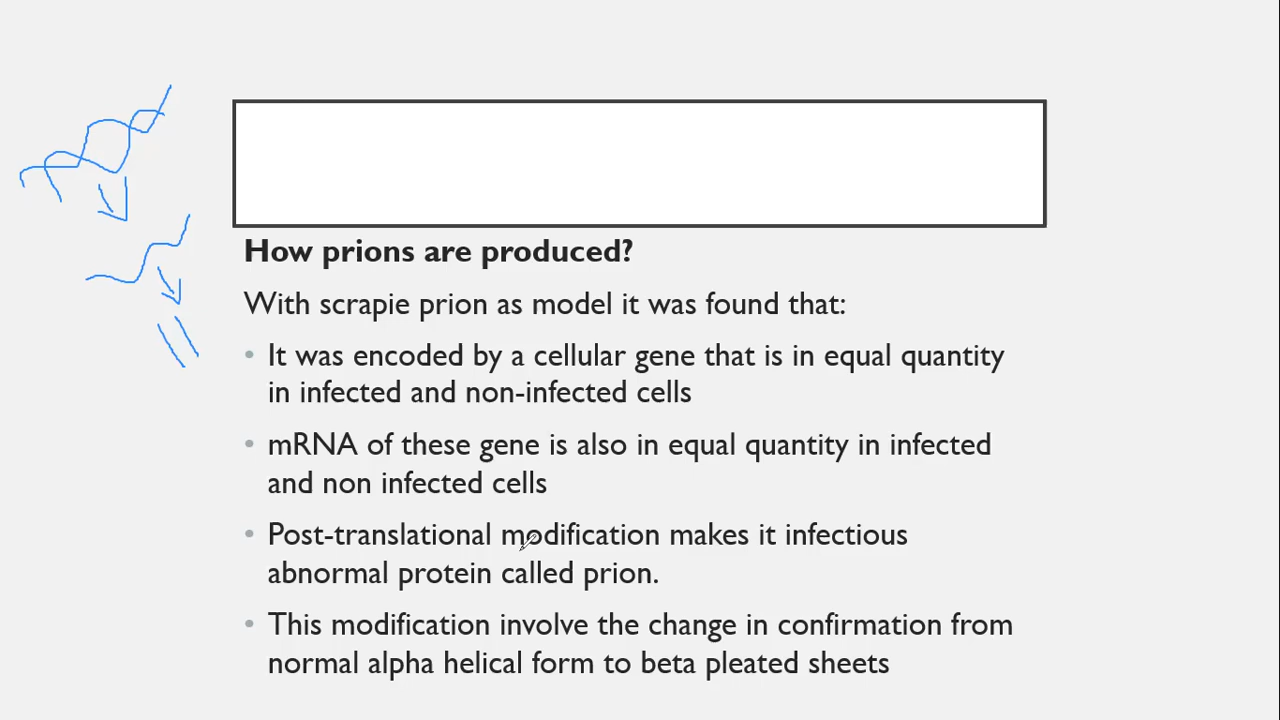 How prions are produced?
With scrapie prion as model it was found that:
• It was encoded by a cellular gene that is in equal quantity
in infected and non-infected cells
• mRNA of these gene is also in equal quantity in infected
and non infected cells
• Post-translational modification makes it infectious
abnormal protein called prion.
• This modification involve the change in confirmation from
normal alpha helical form to beta pleated sheets